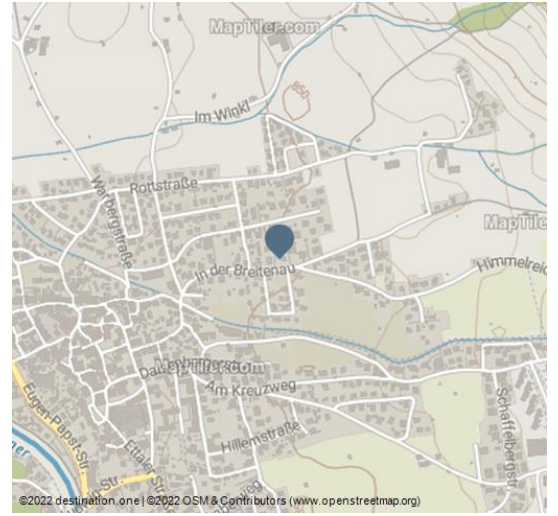 MapTiler.com
850
Im Winkl
Rottstraße
Warbergstraße
MapTiler.com
In der Breitenau
Himmelreich
MapTiler.com
Am Kreuzweg
Eugen-Papst-Str.
Ettaler Str.
Hillernstraße
Schaffelbergstr
©2022 destination.one | ©2022 OSM & Contributors (www.openstreetmap.org)